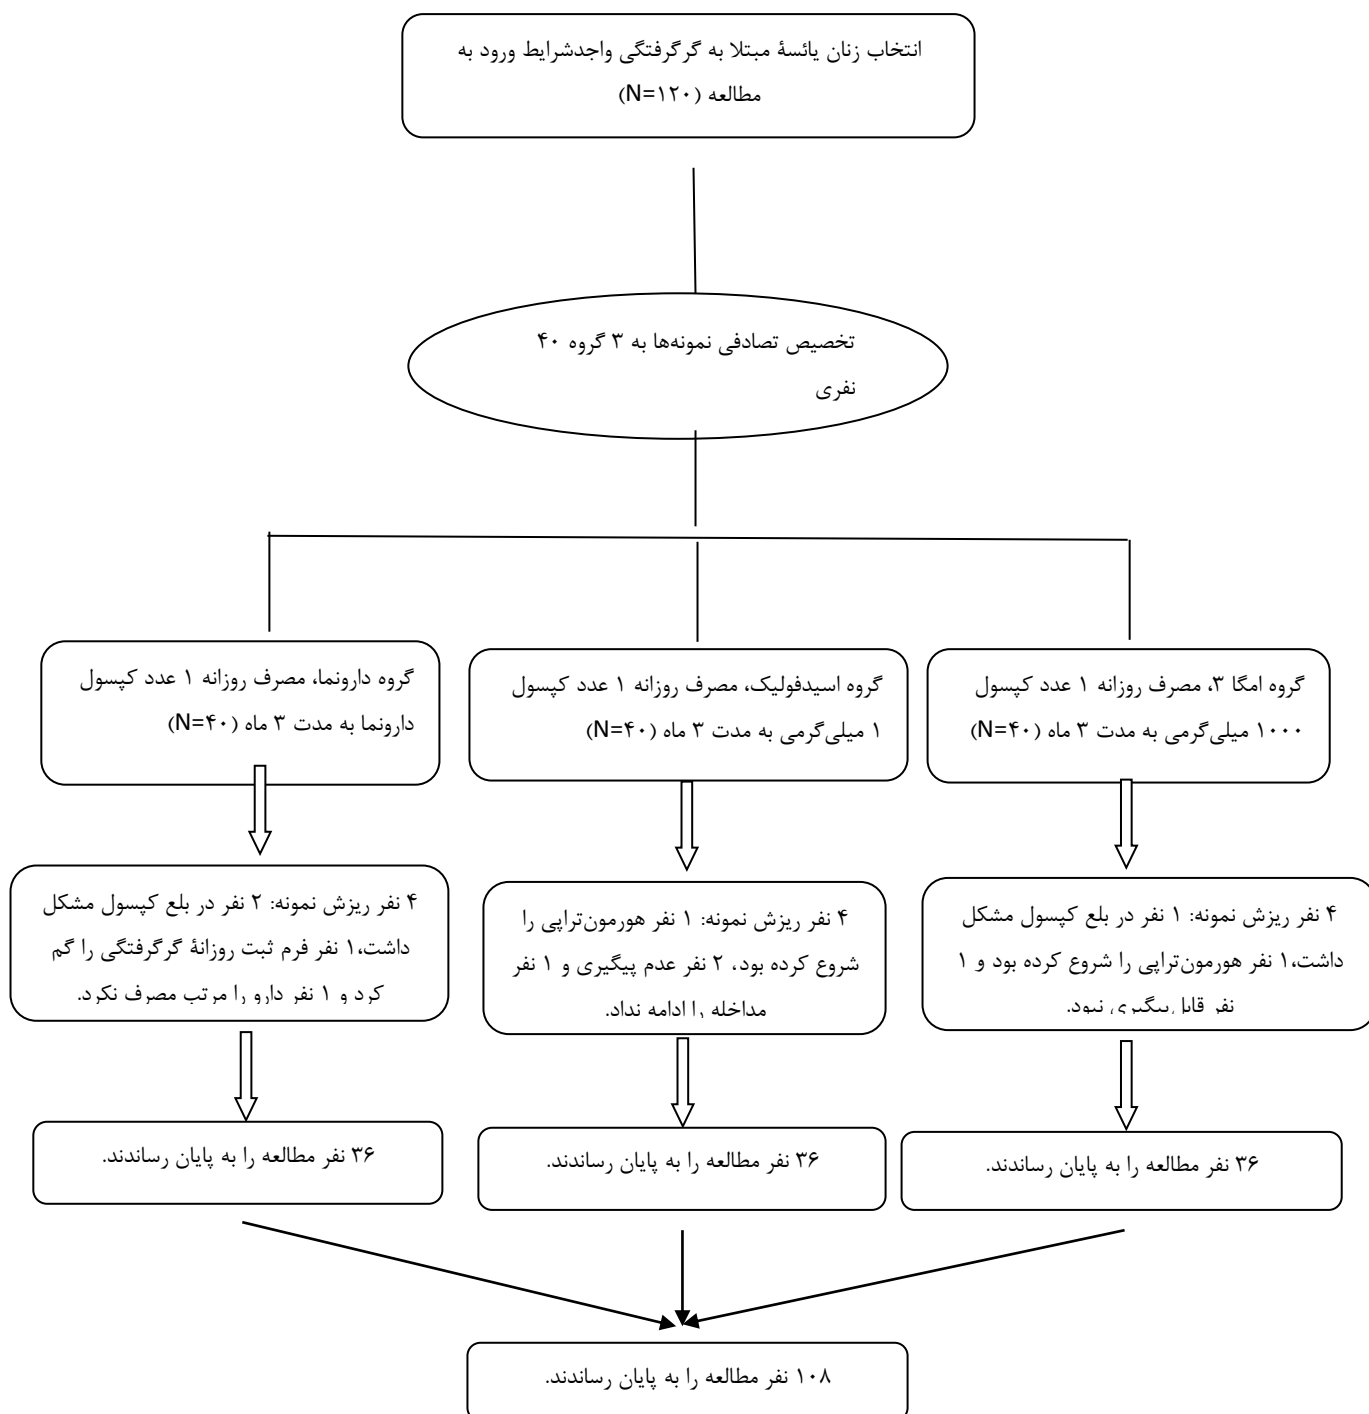 انتخاب زنان یائسهٔ مبتلا به گرگرفتگی واجدشرایط ورود به
مطالعه (N=۱۲۰)
تخصیص تصادفی نمونه‌ها به ۳ گروه ۴۰
نفری
گروه امگا ۳، مصرف روزانه ۱ عدد کپسول
۱۰۰۰ میلی‌گرمی به مدت ۳ ماه (N=۴۰)
گروه اسیدفولیک، مصرف روزانه ۱ عدد کپسول
۱ میلی‌گرمی به مدت ۳ ماه (N=۴۰)
گروه دارونما، مصرف روزانه ۱ عدد کپسول
دارونما به مدت ۳ ماه (N=۴۰)
۴ نفر ریزش نمونه: ۱ نفر در بلع کپسول مشکل
داشت،۱ نفر هورمون‌تراپی را شروع کرده بود و ۱
نفر قابل‌پیگیری نبود.
۴ نفر ریزش نمونه: ۱ نفر هورمون‌تراپی را
شروع کرده بود، ۲ نفر عدم پیگیری و ۱ نفر
مداخله را ادامه نداد.
۴ نفر ریزش نمونه: ۲ نفر در بلع کپسول مشکل
داشت،۱ نفر فرم ثبت روزانهٔ گرگرفتگی را گم
کرد و ۱ نفر دارو را مرتب مصرف نکرد.
۳۶ نفر مطالعه را به پایان رساندند.
۳۶ نفر مطالعه را به پایان رساندند.
۳۶ نفر مطالعه را به پایان رساندند.
۱۰۸ نفر مطالعه را به پایان رساندند.